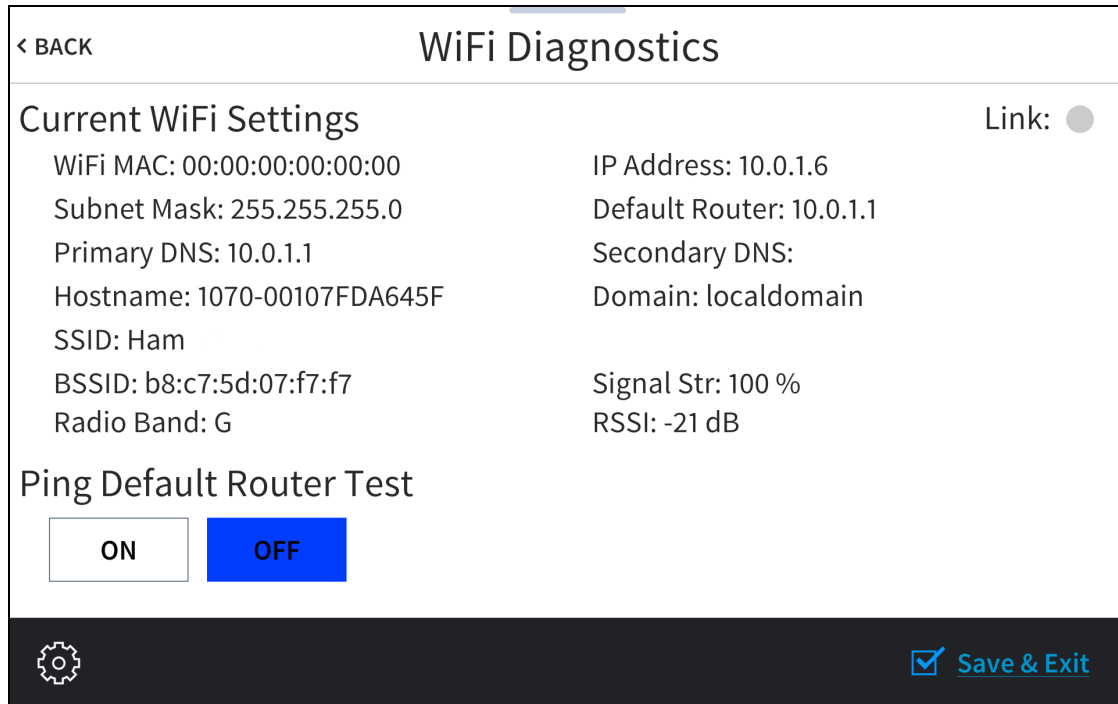 < BACK
WiFi Diagnostics
Current WiFi Settings
Link:
WiFi MAC: 00:00:00:00:00:00
IP Address: 10.0.1.6
Subnet Mask: 255.255.255.0
Default Router: 10.0.1.1
Primary DNS: 10.0.1.1
Secondary DNS:
Hostname: 1070-00107FDA645F
Domain: localdomain
SSID: Ham
BSSID: b8:c7:5d:07:f7:f7
Signal Str: 100 %
Radio Band: G
RSSI: -21 dB
Ping Default Router Test
ON
OFF
Save & Exit